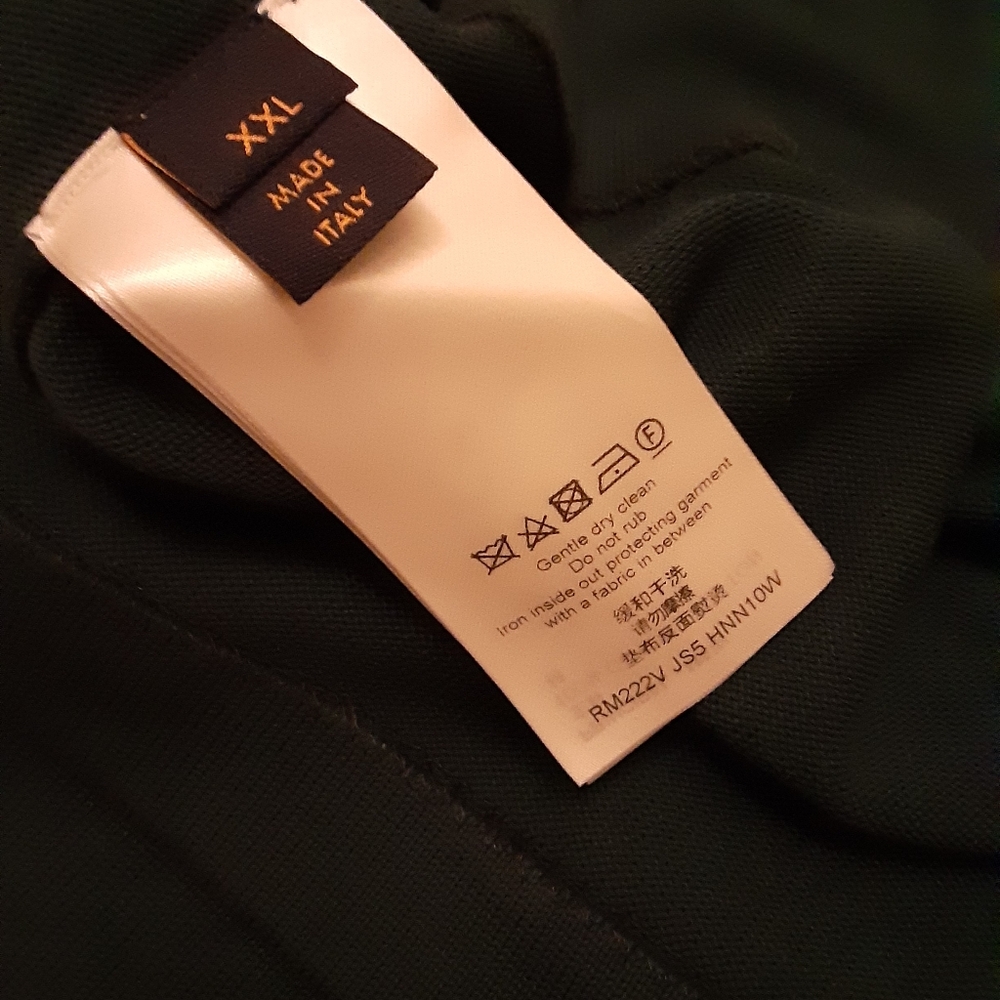 XXL
MADE
IN
ITALY
F
Gentle dry clean
Do not rub
Iron inside out protecting garment
with a fabric in between
缓和干洗
请勿摩擦
垫布反面熨烫
RM222V JS5 HNN10W